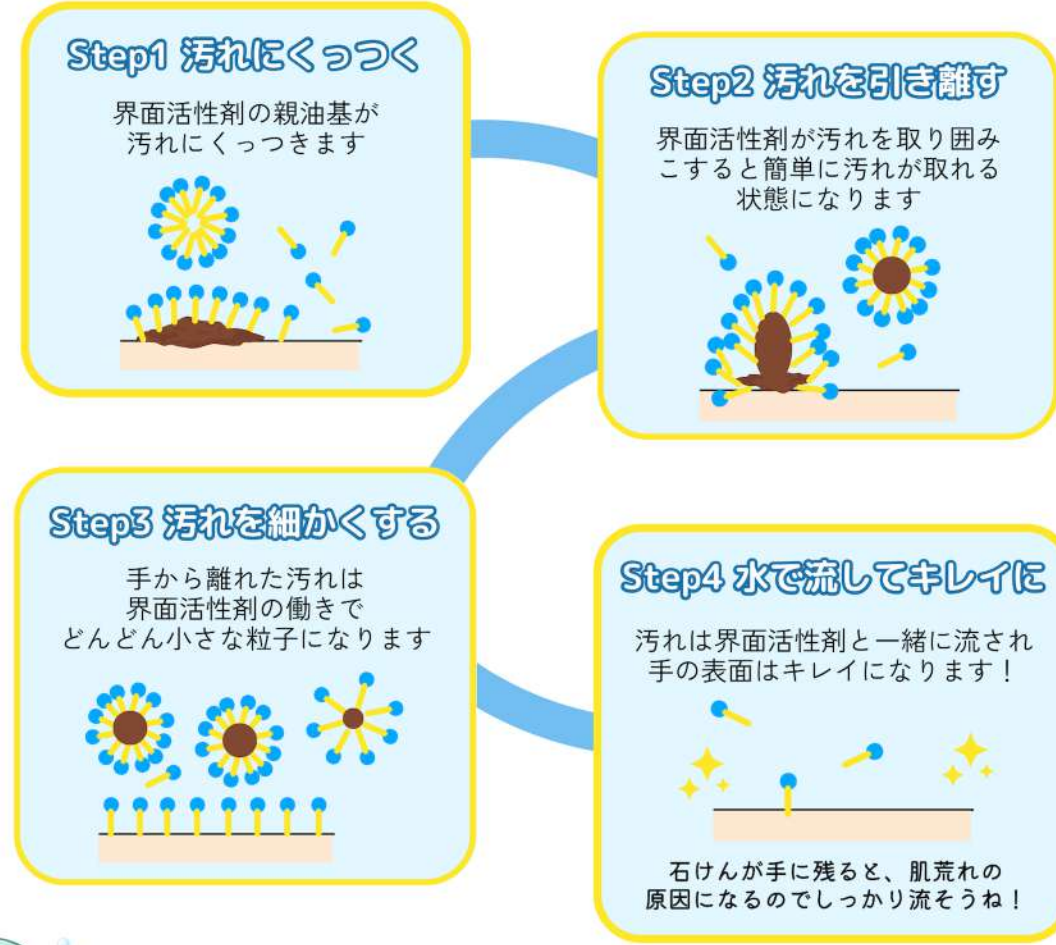 Step1 汚れにくっつく
界面活性剤の親油基が
汚れにくっつきます
Step2 汚れを引き離す
界面活性剤が汚れを取り囲み
こすると簡単に汚れが取れる
状態になります
Step3 汚れを細かくする
手から離れた汚れは
界面活性剤の働きで
どんどん小さな粒子になります
Step4 水で流してキレイに
汚れは界面活性剤と一緒に流され
手の表面はキレイになります！
石けんが手に残ると、肌荒れの
原因になるのでしっかり流そうね！